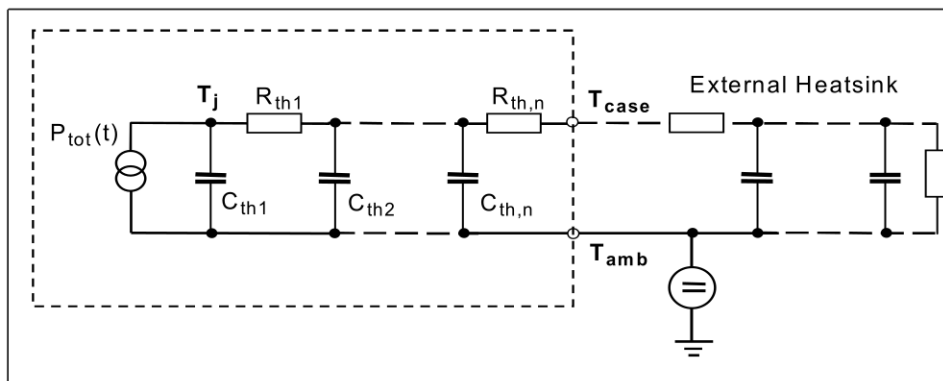 External Heatsink
T_j
R_th1
R_th,n
T_case
P_tot(t)
C_th1
C_th2
C_th,n
T_amb